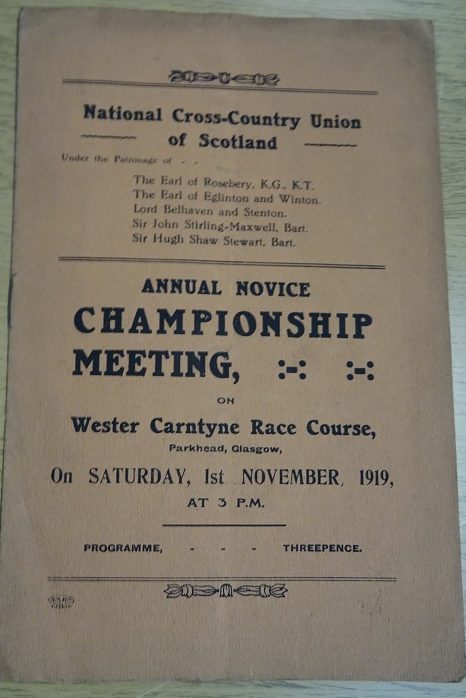 National Cross-Country Union
of Scotland
Under the Patronage of - -
The Earl of Rosebery, K.G., K.T.
The Earl of Eglinton and Winton.
Lord Belhaven and Stenton.
Sir John Stirling-Maxwell, Bart.
Sir Hugh Shaw Stewart, Bart.
ANNUAL NOVICE
CHAMPIONSHIP
MEETING, :-: :-:
ON
Wester Carntyne Race Course,
Parkhead, Glasgow,
On SATURDAY, 1st NOVEMBER, 1919,
AT 3 P.M.
PROGRAMME, - - - THREEPENCE.